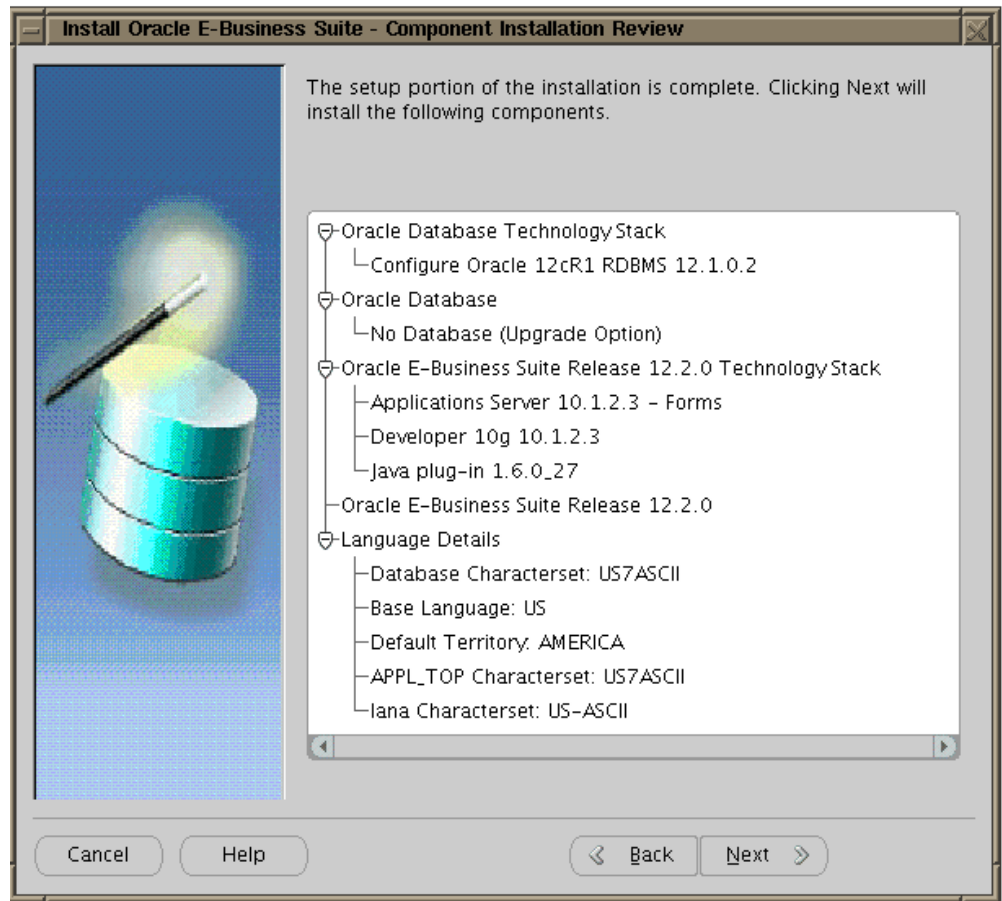 Install Oracle E-Business Suite - Component Installation Review
The setup portion of the installation is complete. Clicking Next will
install the following components.
Oracle Database Technology Stack
Configure Oracle 12cR1 RDBMS 12.1.0.2
Oracle Database
No Database (Upgrade Option)
Oracle E-Business Suite Release 12.2.0 Technology Stack
Applications Server 10.1.2.3 - Forms
Developer 10g 10.1.2.3
Java plug-in 1.6.0_27
Oracle E-Business Suite Release 12.2.0
Language Details
Database Characterset: US7ASCII
Base Language: US
Default Territory: AMERICA
APPL_TOP Characterset: US7ASCII
Iana Characterset: US-ASCII
Cancel Help Back Next